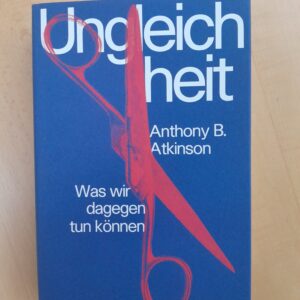 Ungleich
heit
Anthony B.
Atkinson
Was wir
dagegen
tun können